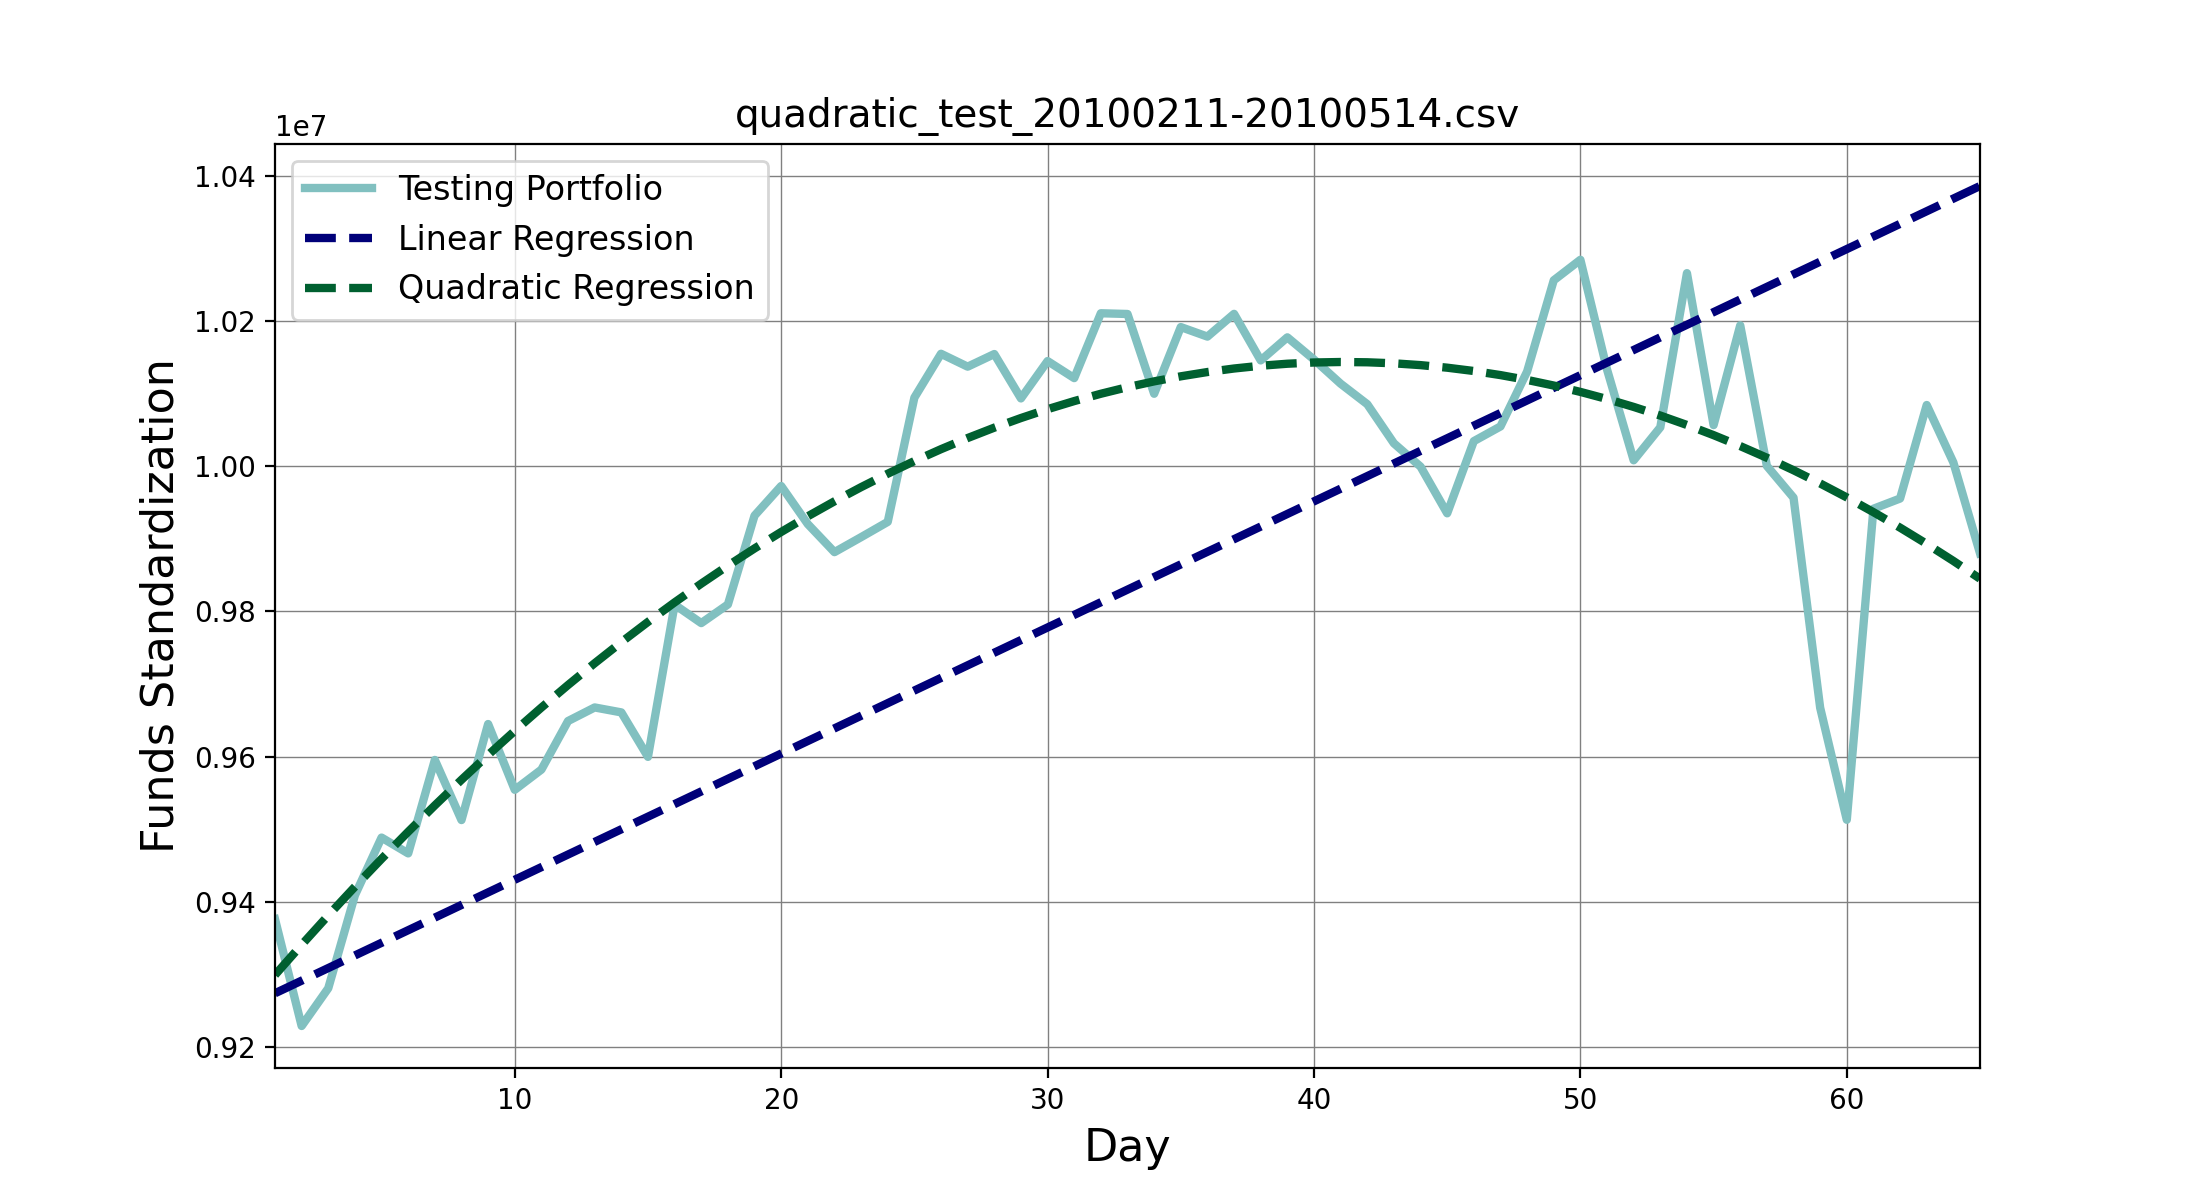 quadratic_test_20100211-20100514.csv
1e7
Testing Portfolio
Linear Regression
Quadratic Regression
1.04
1.02
1.00
0.98
0.96
0.94
0.92
Funds Standardization
10 20 30 40 50 60
Day